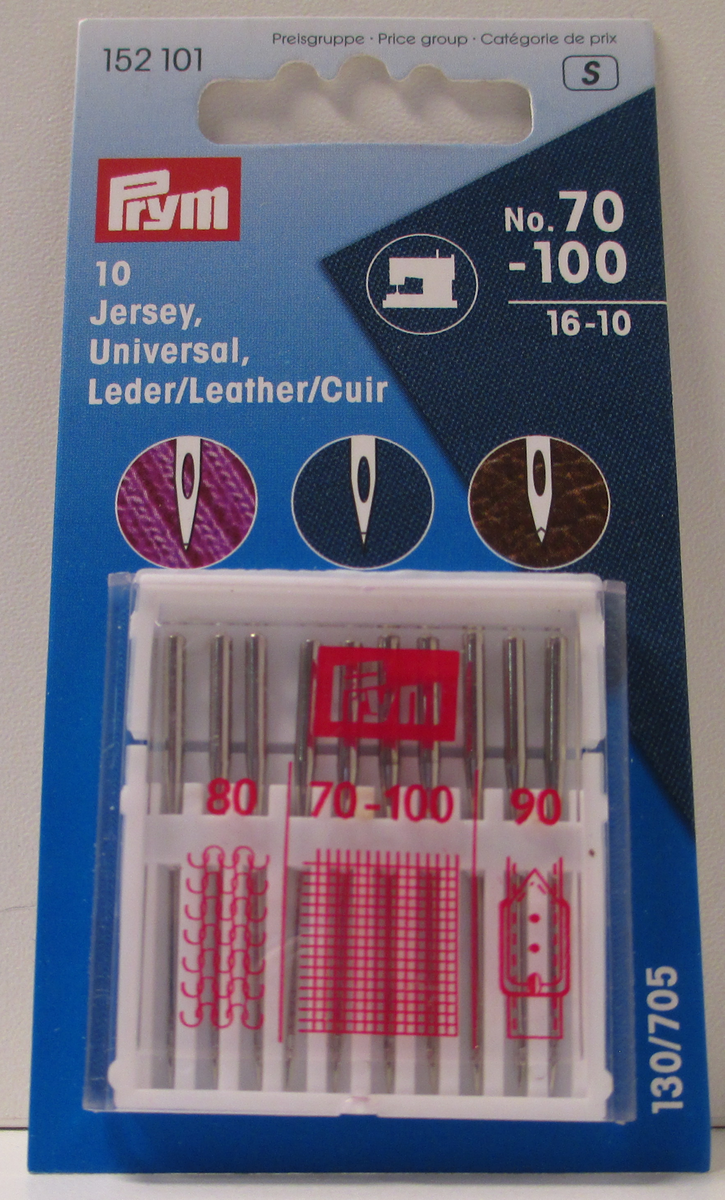 Preisgruppe · Price group · Catégorie de prix
152 101
S
Prym
No. 70
-100
16-10
10
Jersey,
Universal,
Leder/Leather/Cuir
Prym
80 70-100 90
130/705